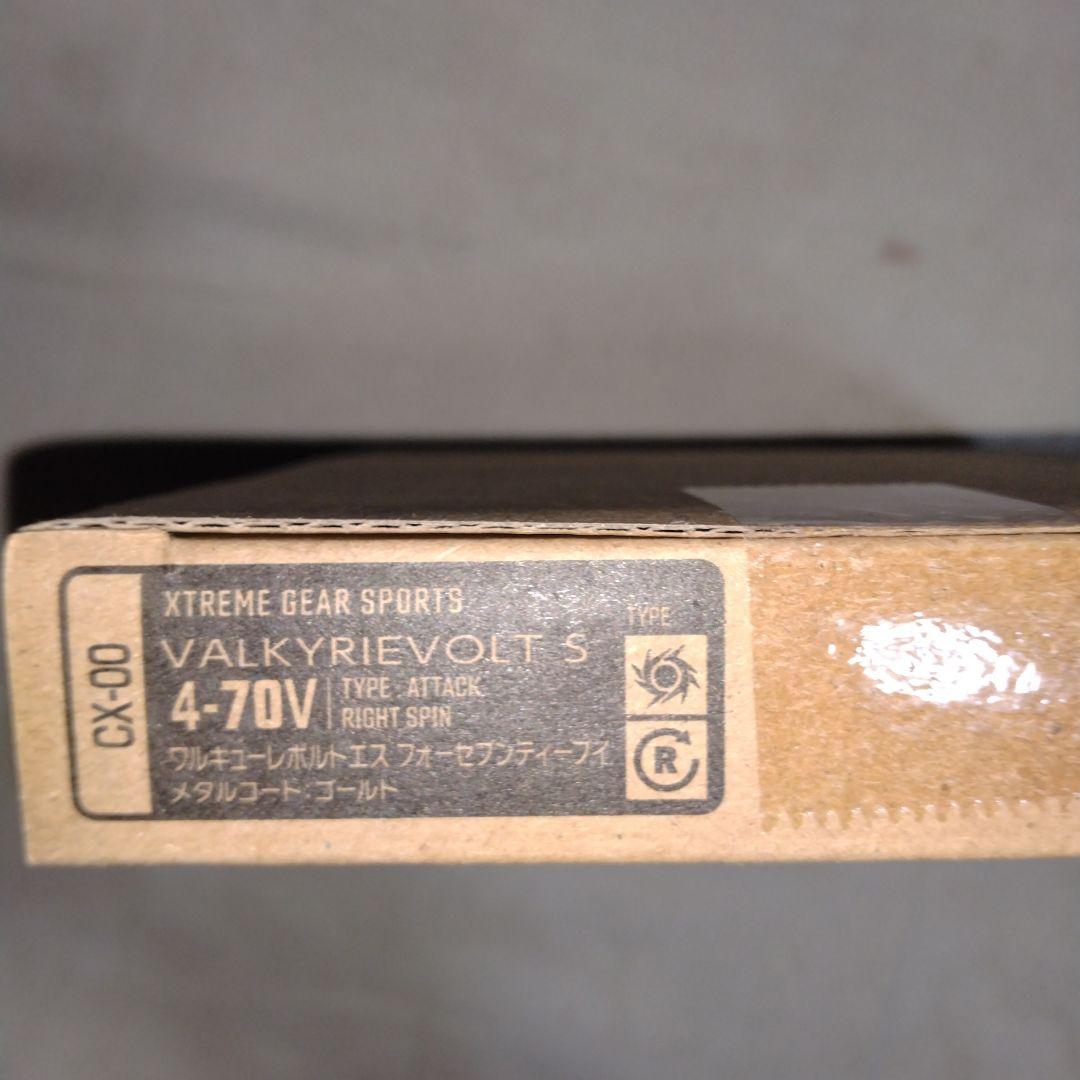 CX-00
XTREME GEAR SPORTS
VALKYRIEVOLT S
4-70V
TYPE : ATTACK
RIGHT SPIN
ワルキューレボルトエス フォーセブンティーブイ
メタルコート:ゴールド
TYPE
R